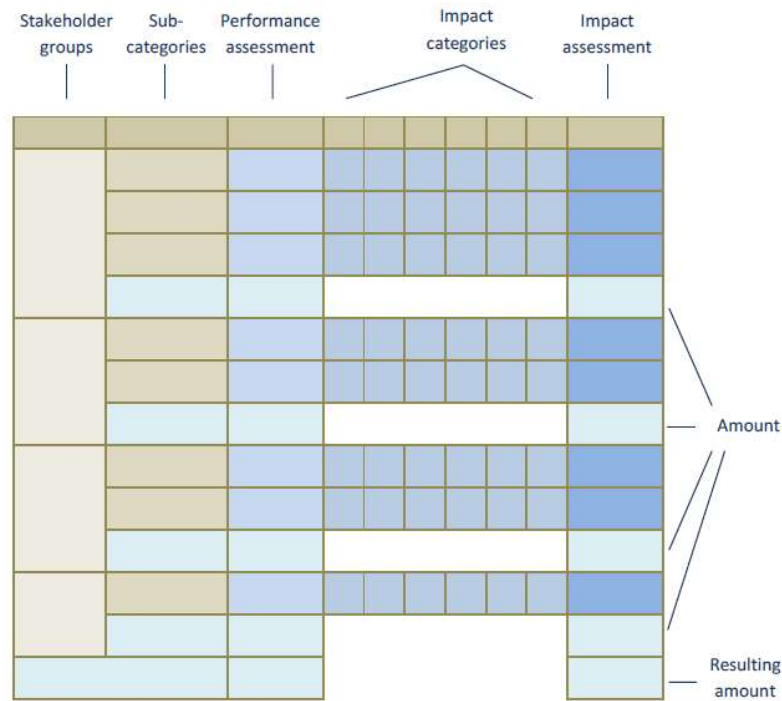 Stakeholder
groups
Sub-
categories
Performance
assessment
Impact
categories
Impact
assessment
Amount
Resulting
amount